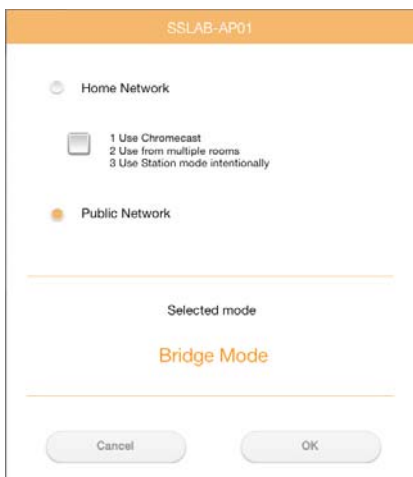 SSLAB-AP01
Home Network
1 Use Chromecast
2 Use from multiple rooms
3 Use Station mode intentionally
Public Network
Selected mode
Bridge Mode
Cancel
OK